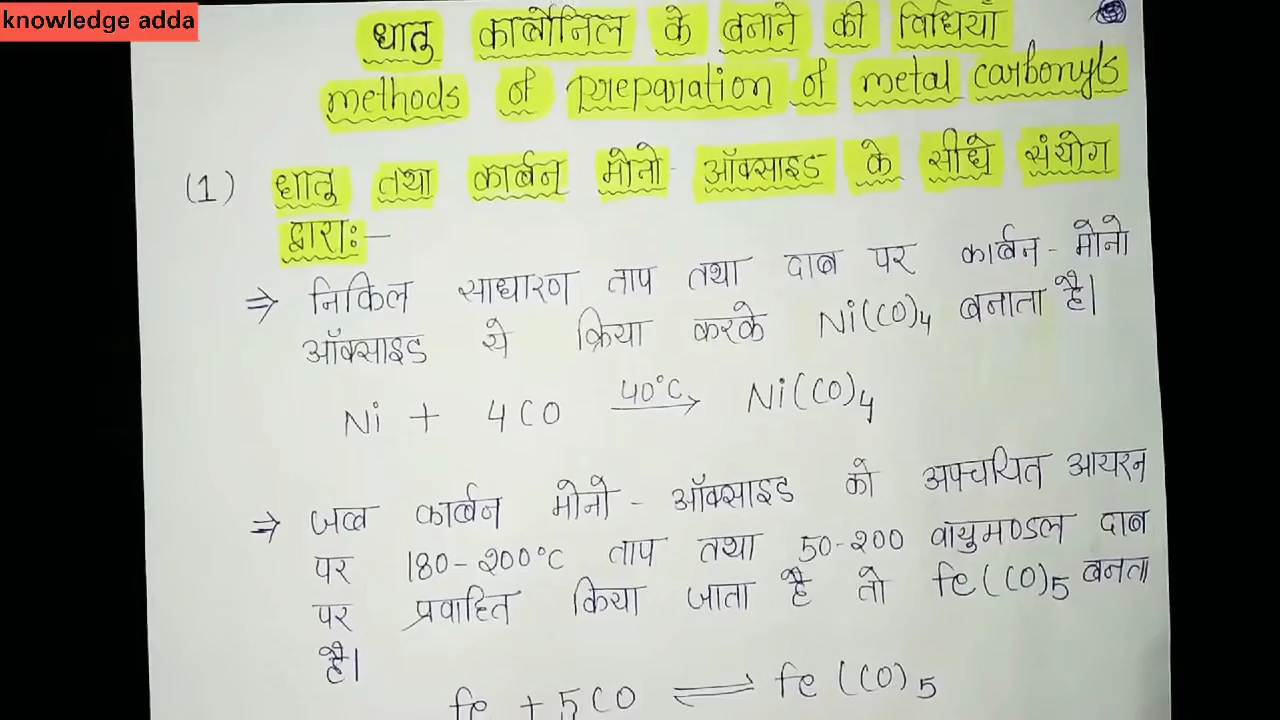 knowledge adda
धातु कार्बोनिल के बनाने की विधियाँ
methods of preparation of metal carbonyls
(1) धातु तथा कार्बन मोनो ऑक्साइड के सीधे संयोग
द्वारा:-
⇒ निकिल साधारण ताप तथा दाब पर कार्बन-मोनो
ऑक्साइड से क्रिया करके Ni(CO)4 बनाता है।
Ni + 4CO 40°C→ Ni(CO)4
⇒ जब कार्बन मोनो-ऑक्साइड को अपचयित आयरन
पर 180-200°C ताप तथा 50-200 वायुमण्डल दाब
पर प्रवाहित किया जाता है तो Fe(CO)5 बनता
है।
Fe + 5CO ⇌ Fe(CO)5